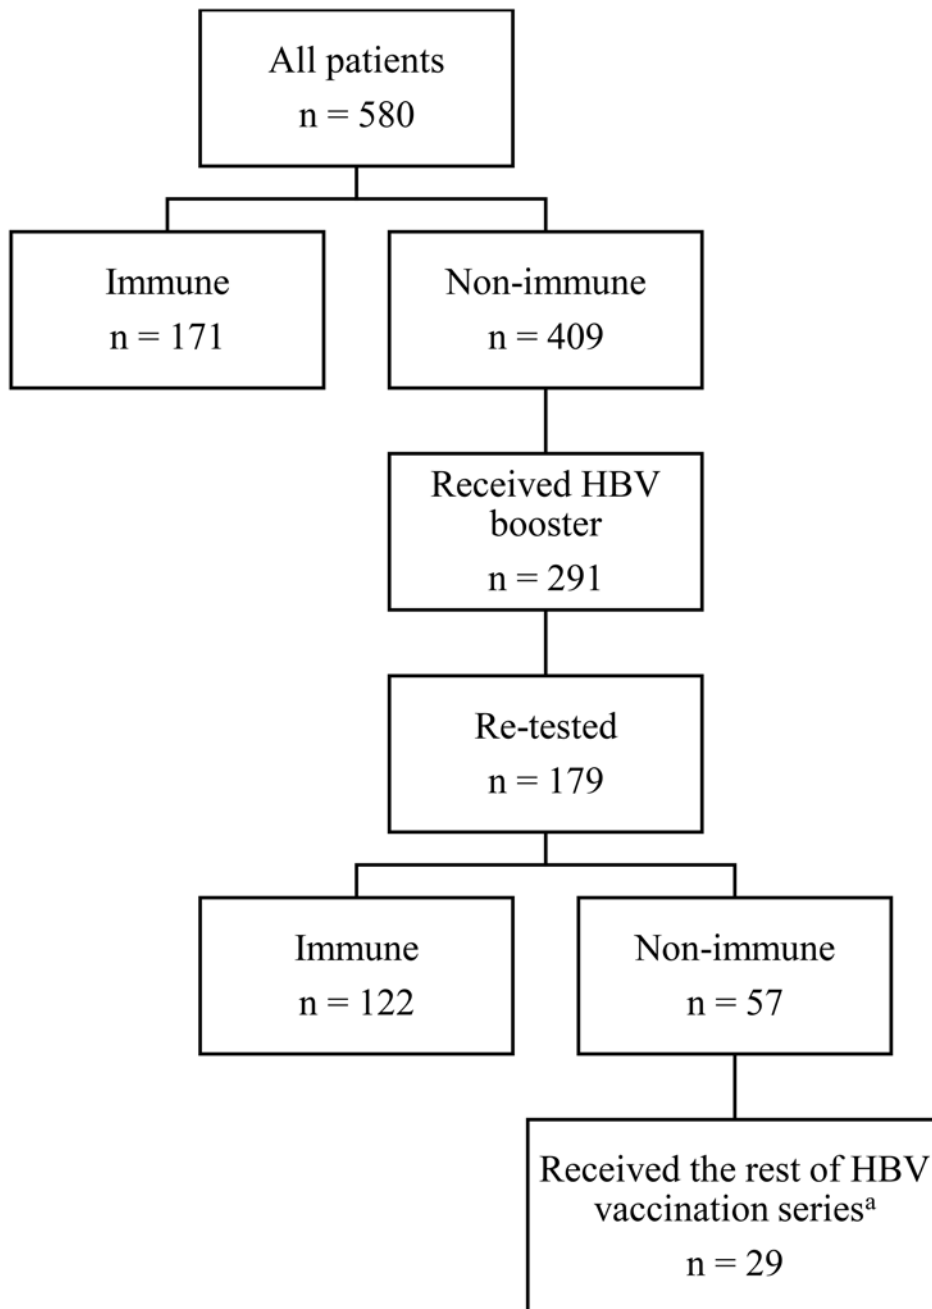 All patients
n = 580
Immune
n = 171
Non-immune
n = 409
Received HBV
booster
n = 291
Re-tested
n = 179
Immune
n = 122
Non-immune
n = 57
Received the rest of HBV
vaccination seriesᵃ
n = 29